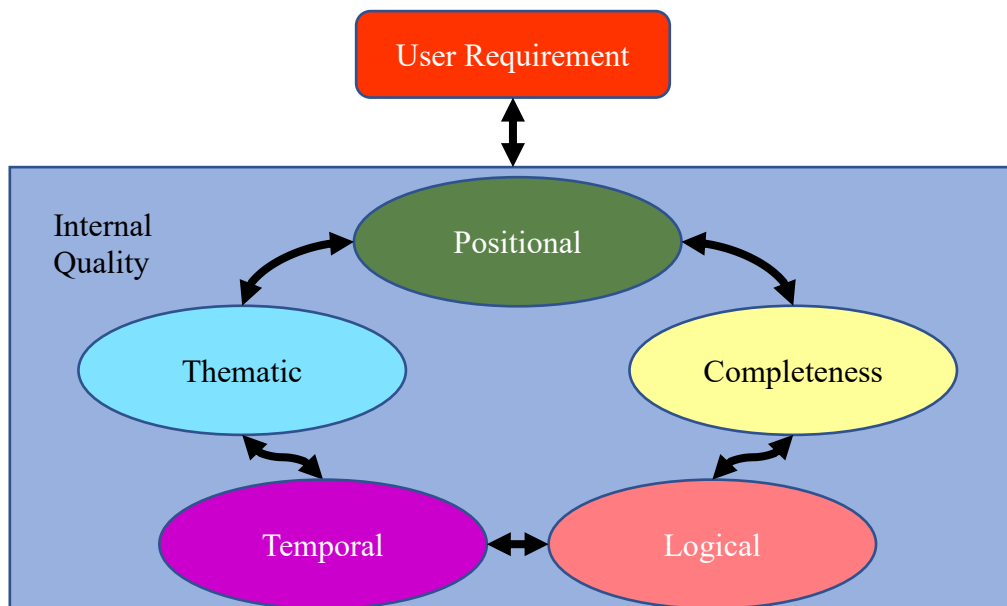 User Requirement
Internal
Quality
Positional
Thematic
Completeness
Temporal
Logical